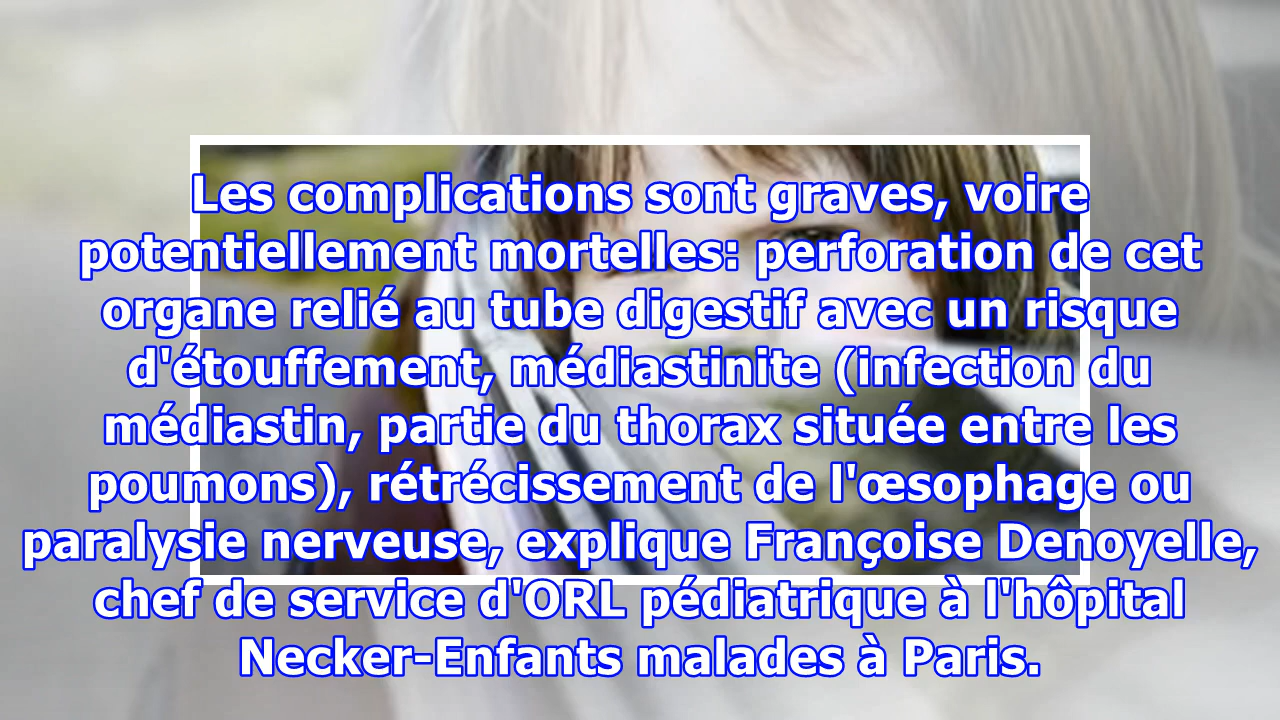 Les complications sont graves, voire
potentiellement mortelles: perforation de cet
organe relié au tube digestif avec un risque
d'étouffement, médiastinite (infection du
médiastin, partie du thorax située entre les
poumons), rétrécissement de l'œsophage ou
paralysie nerveuse, explique Françoise Denoyelle,
chef de service d'ORL pédiatrique à l'hôpital
Necker-Enfants malades à Paris.